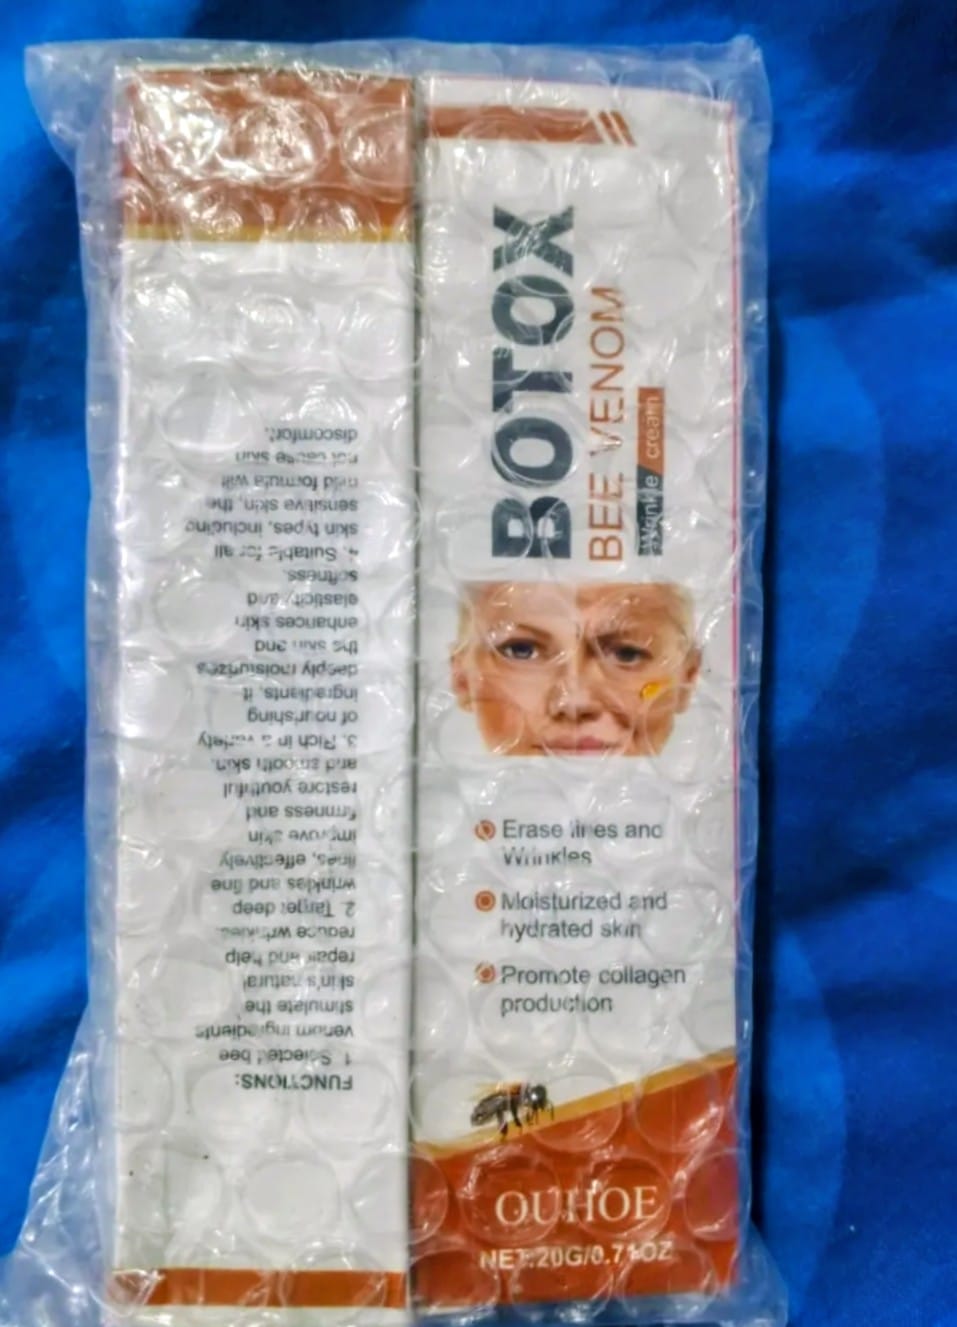 BOTOX
BEE VENOM
Wrinkle cream
Erase lines and
Wrinkles
Moisturized and
hydrated skin
Promote collagen
production
OUHOE
NET:20G/0.71OZ
FUNCTIONS:
1. Selected bee
venom ingredients
stimulate the
skin's natural
repair and help
reduce wrinkles.
2. Target deep
wrinkles and fine
lines, effectively
improve skin
firmness and
restore youthful
and smooth skin.
3. Rich in a variety
of nourishing
ingredients, it
deeply moisturizes
the skin and
enhances skin
elasticity and
softness.
4. Suitable for all
skin types, including
sensitive skin, the
mild formula will
not cause skin
discomfort.